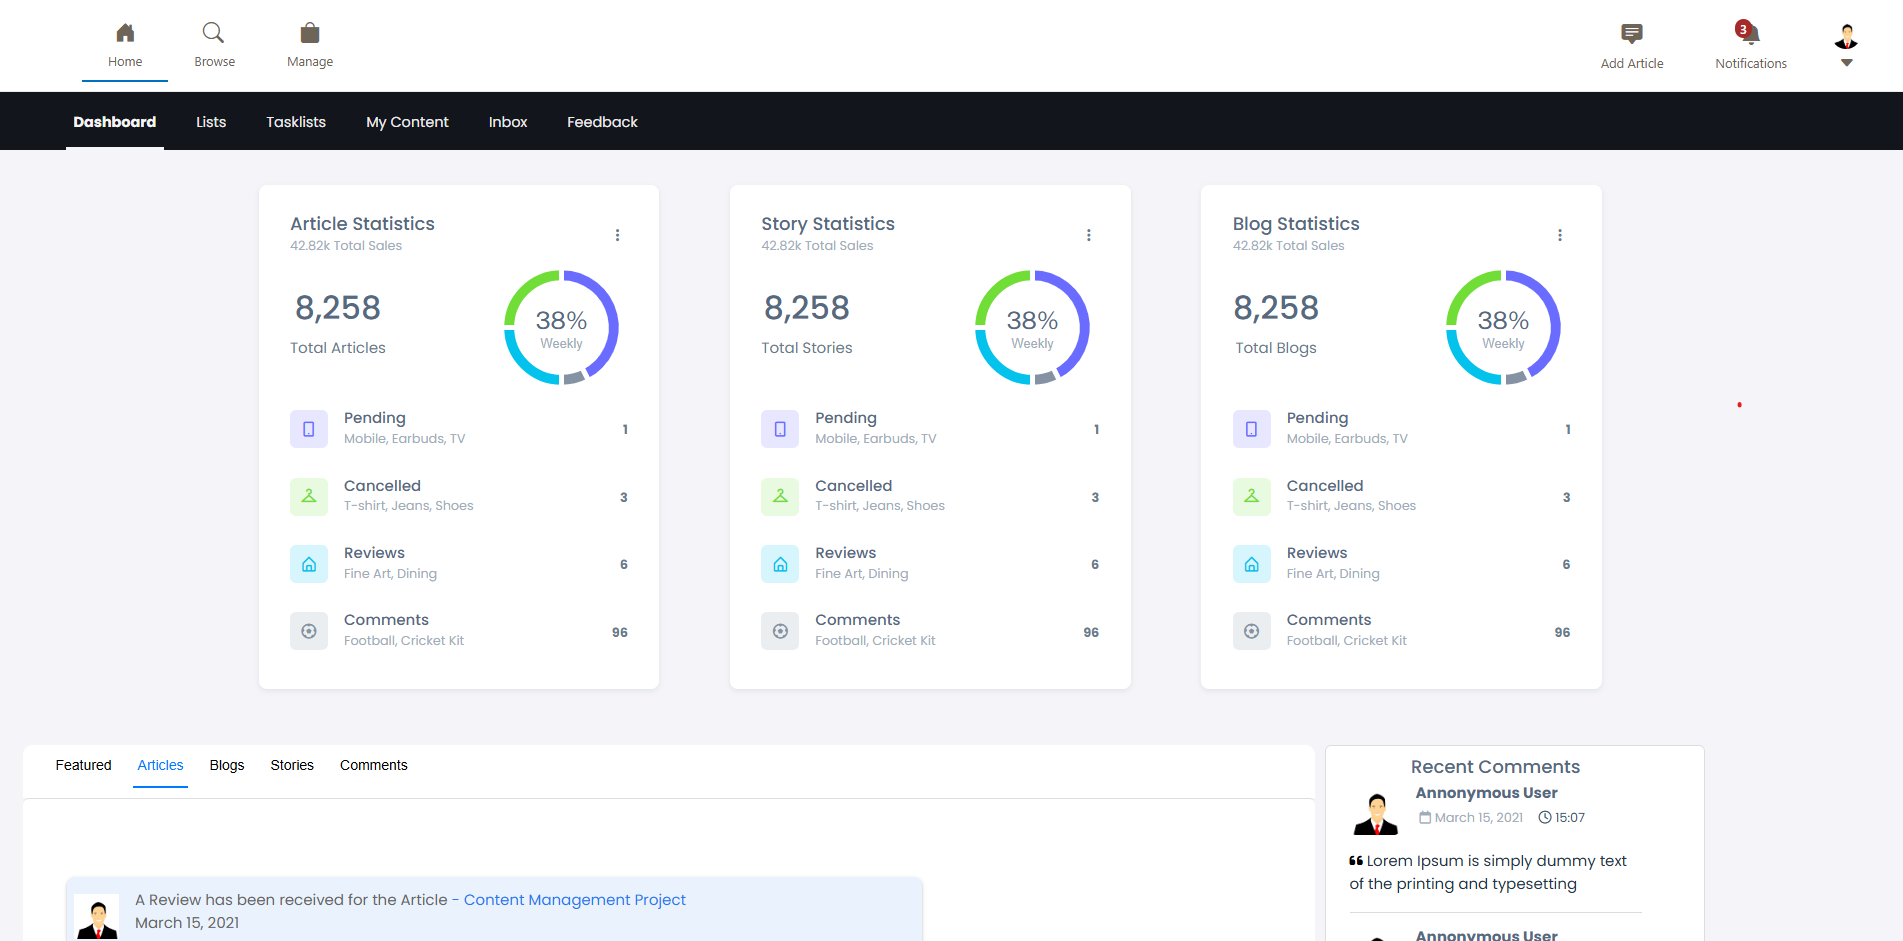 Home
Browse
Manage
Add Article
3
Notifications
Dashboard
Lists
Tasklists
My Content
Inbox
Feedback
Article Statistics
42.82k Total Sales
8,258
Total Articles
38%
Weekly
Pending
Mobile, Earbuds, TV
1
Cancelled
T-shirt, Jeans, Shoes
3
Reviews
Fine Art, Dining
6
Comments
Football, Cricket Kit
96
Story Statistics
42.82k Total Sales
8,258
Total Stories
38%
Weekly
Pending
Mobile, Earbuds, TV
1
Cancelled
T-shirt, Jeans, Shoes
3
Reviews
Fine Art, Dining
6
Comments
Football, Cricket Kit
96
Blog Statistics
42.82k Total Sales
8,258
Total Blogs
38%
Weekly
Pending
Mobile, Earbuds, TV
1
Cancelled
T-shirt, Jeans, Shoes
3
Reviews
Fine Art, Dining
6
Comments
Football, Cricket Kit
96
Featured
Articles
Blogs
Stories
Comments
A Review has been received for the Article - Content Management Project
March 15, 2021
Recent Comments
Annonymous User
March 15, 2021 15:07
❝ Lorem Ipsum is simply dummy text
of the printing and typesetting
Annonymous User